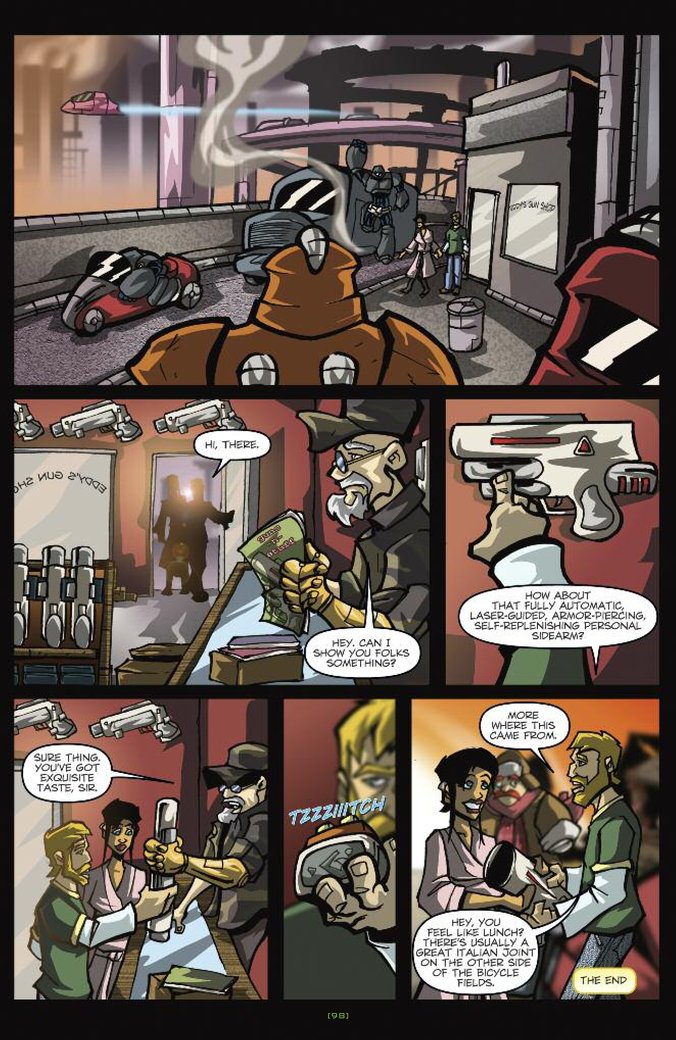 EDDY'S GUN SHOP
HI, THERE.
EDDY'S GUN SHO
HEY. CAN I
SHOW YOU FOLKS
SOMETHING?
HOW ABOUT
THAT FULLY AUTOMATIC,
LASER-GUIDED, ARMOR-PIERCING,
SELF-REPLENISHING PERSONAL
SIDEARM?
SURE THING.
YOU'VE GOT
EXQUISITE
TASTE, SIR.
TZZZIIITCH
MORE
WHERE THIS
CAME FROM.
HEY, YOU
FEEL LIKE LUNCH?
THERE'S USUALLY A
GREAT ITALIAN JOINT
ON THE OTHER SIDE
OF THE BICYCLE
FIELDS.
THE END
[98]